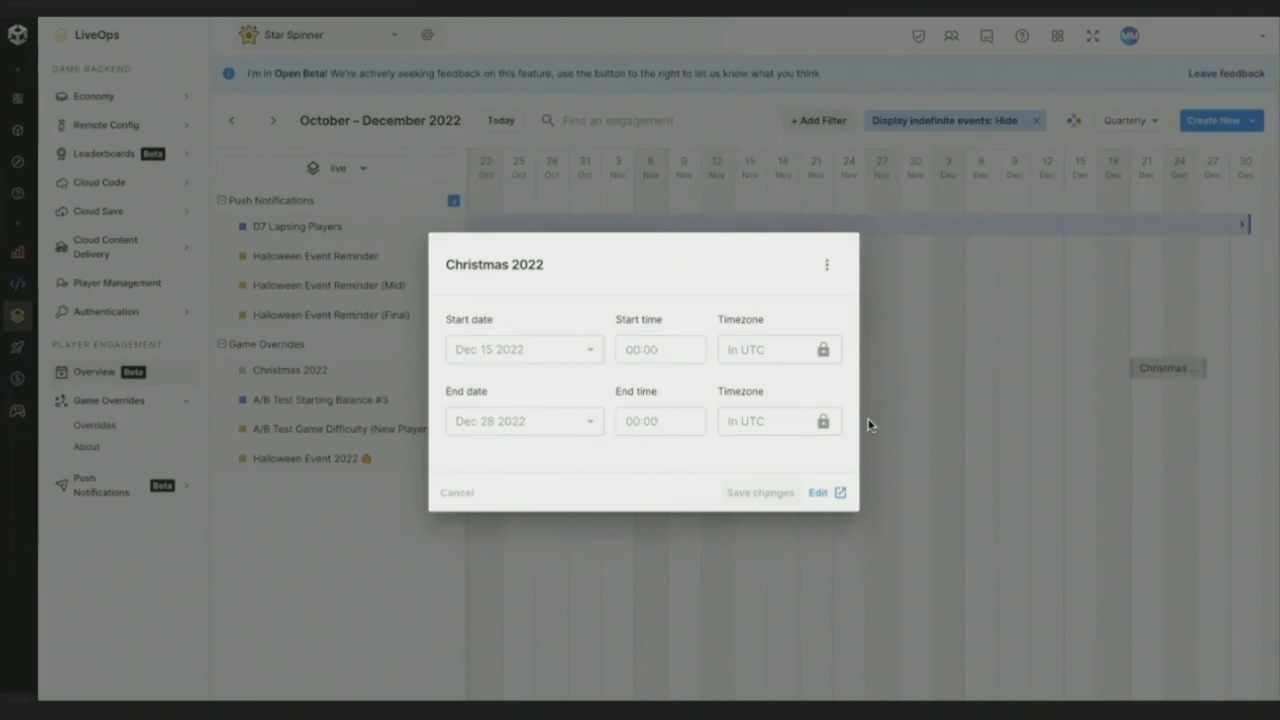 LiveOps
Star Spinner
MM
I'm in Open Beta! We're actively seeking feedback on this feature, use the button to the right to let us know what you think
Leave feedback
October – December 2022
Today
Find an engagement
+ Add Filter
Display indefinite events: Hide
Quarterly
Create New
live
22 Oct
25 Oct
28 Oct
31 Oct
3 Nov
6 Nov
9 Nov
12 Nov
15 Nov
18 Nov
21 Nov
24 Nov
27 Nov
30 Nov
3 Dec
6 Dec
9 Dec
12 Dec
15 Dec
18 Dec
21 Dec
24 Dec
27 Dec
30 Dec
GAME BACKEND
Economy
Remote Config
Leaderboards Beta
Cloud Code
Cloud Save
Cloud Content
Delivery
Player Management
Authentication
PLAYER ENGAGEMENT
Overview Beta
Game Overrides
Overrides
About
Push
Notifications Beta
Push Notifications 4
D7 Lapsing Players
Halloween Event Reminder
Halloween Event Reminder (Mid)
Halloween Event Reminder (Final)
Game Overrides
Christmas 2022
A/B Test Starting Balance #3
A/B Test Game Difficulty (New Player
Halloween Event 2022 🎃
Christmas ...
Christmas 2022
Start date Start time Timezone
Dec 15 2022 00:00 In UTC
End date End time Timezone
Dec 28 2022 00:00 In UTC
Cancel Save changes Edit